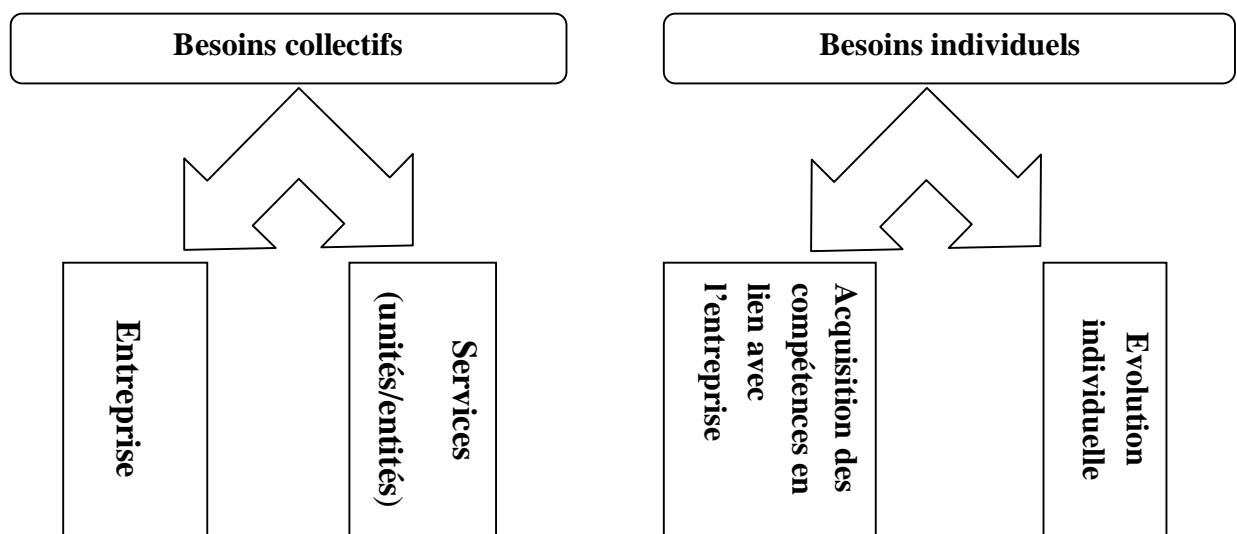 Besoins collectifs
Besoins individuels
Entreprise
Services
(unités/entités)
Acquisition des
compétences en
lien avec
l’entreprise
Evolution
individuelle